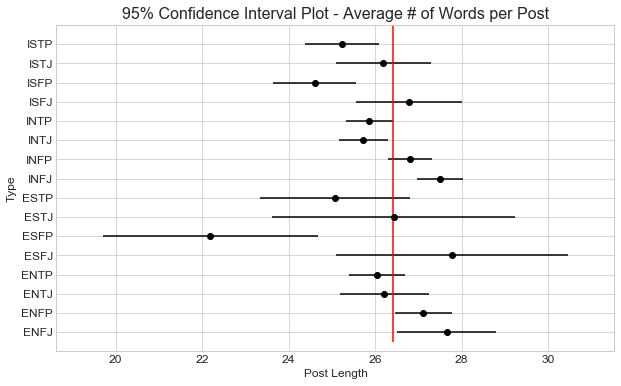 95% Confidence Interval Plot - Average # of Words per Post
ISTP
ISTJ
ISFP
ISFJ
INTP
INTJ
INFP
INFJ
ESTP
ESTJ
ESFP
ESFJ
ENTP
ENTJ
ENFP
ENFJ
Type
20 22 24 26 28 30
Post Length